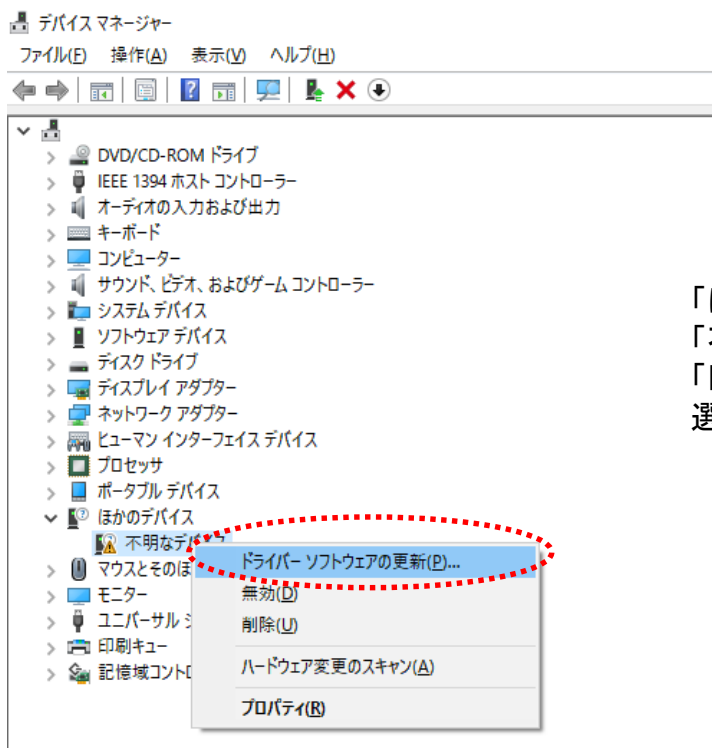 デバイス マネージャー
ファイル(F) 操作(A) 表示(V) ヘルプ(H)
DVD/CD-ROM ドライブ
IEEE 1394 ホスト コントローラー
オーディオの入力および出力
キーボード
コンピューター
サウンド、ビデオ、およびゲーム コントローラー
システム デバイス
ソフトウェア デバイス
ディスク ドライブ
ディスプレイ アダプター
ネットワーク アダプター
ヒューマン インターフェイス デバイス
プロセッサ
ポータブル デバイス
ほかのデバイス
不明なデバイス
マウスとそのほ
モニター
ユニバーサル
印刷キュー
記憶域コント
ドライバー ソフトウェアの更新(P)...
無効(D)
削除(U)
ハードウェア変更のスキャン(A)
プロパティ(R)
「
「
「
選